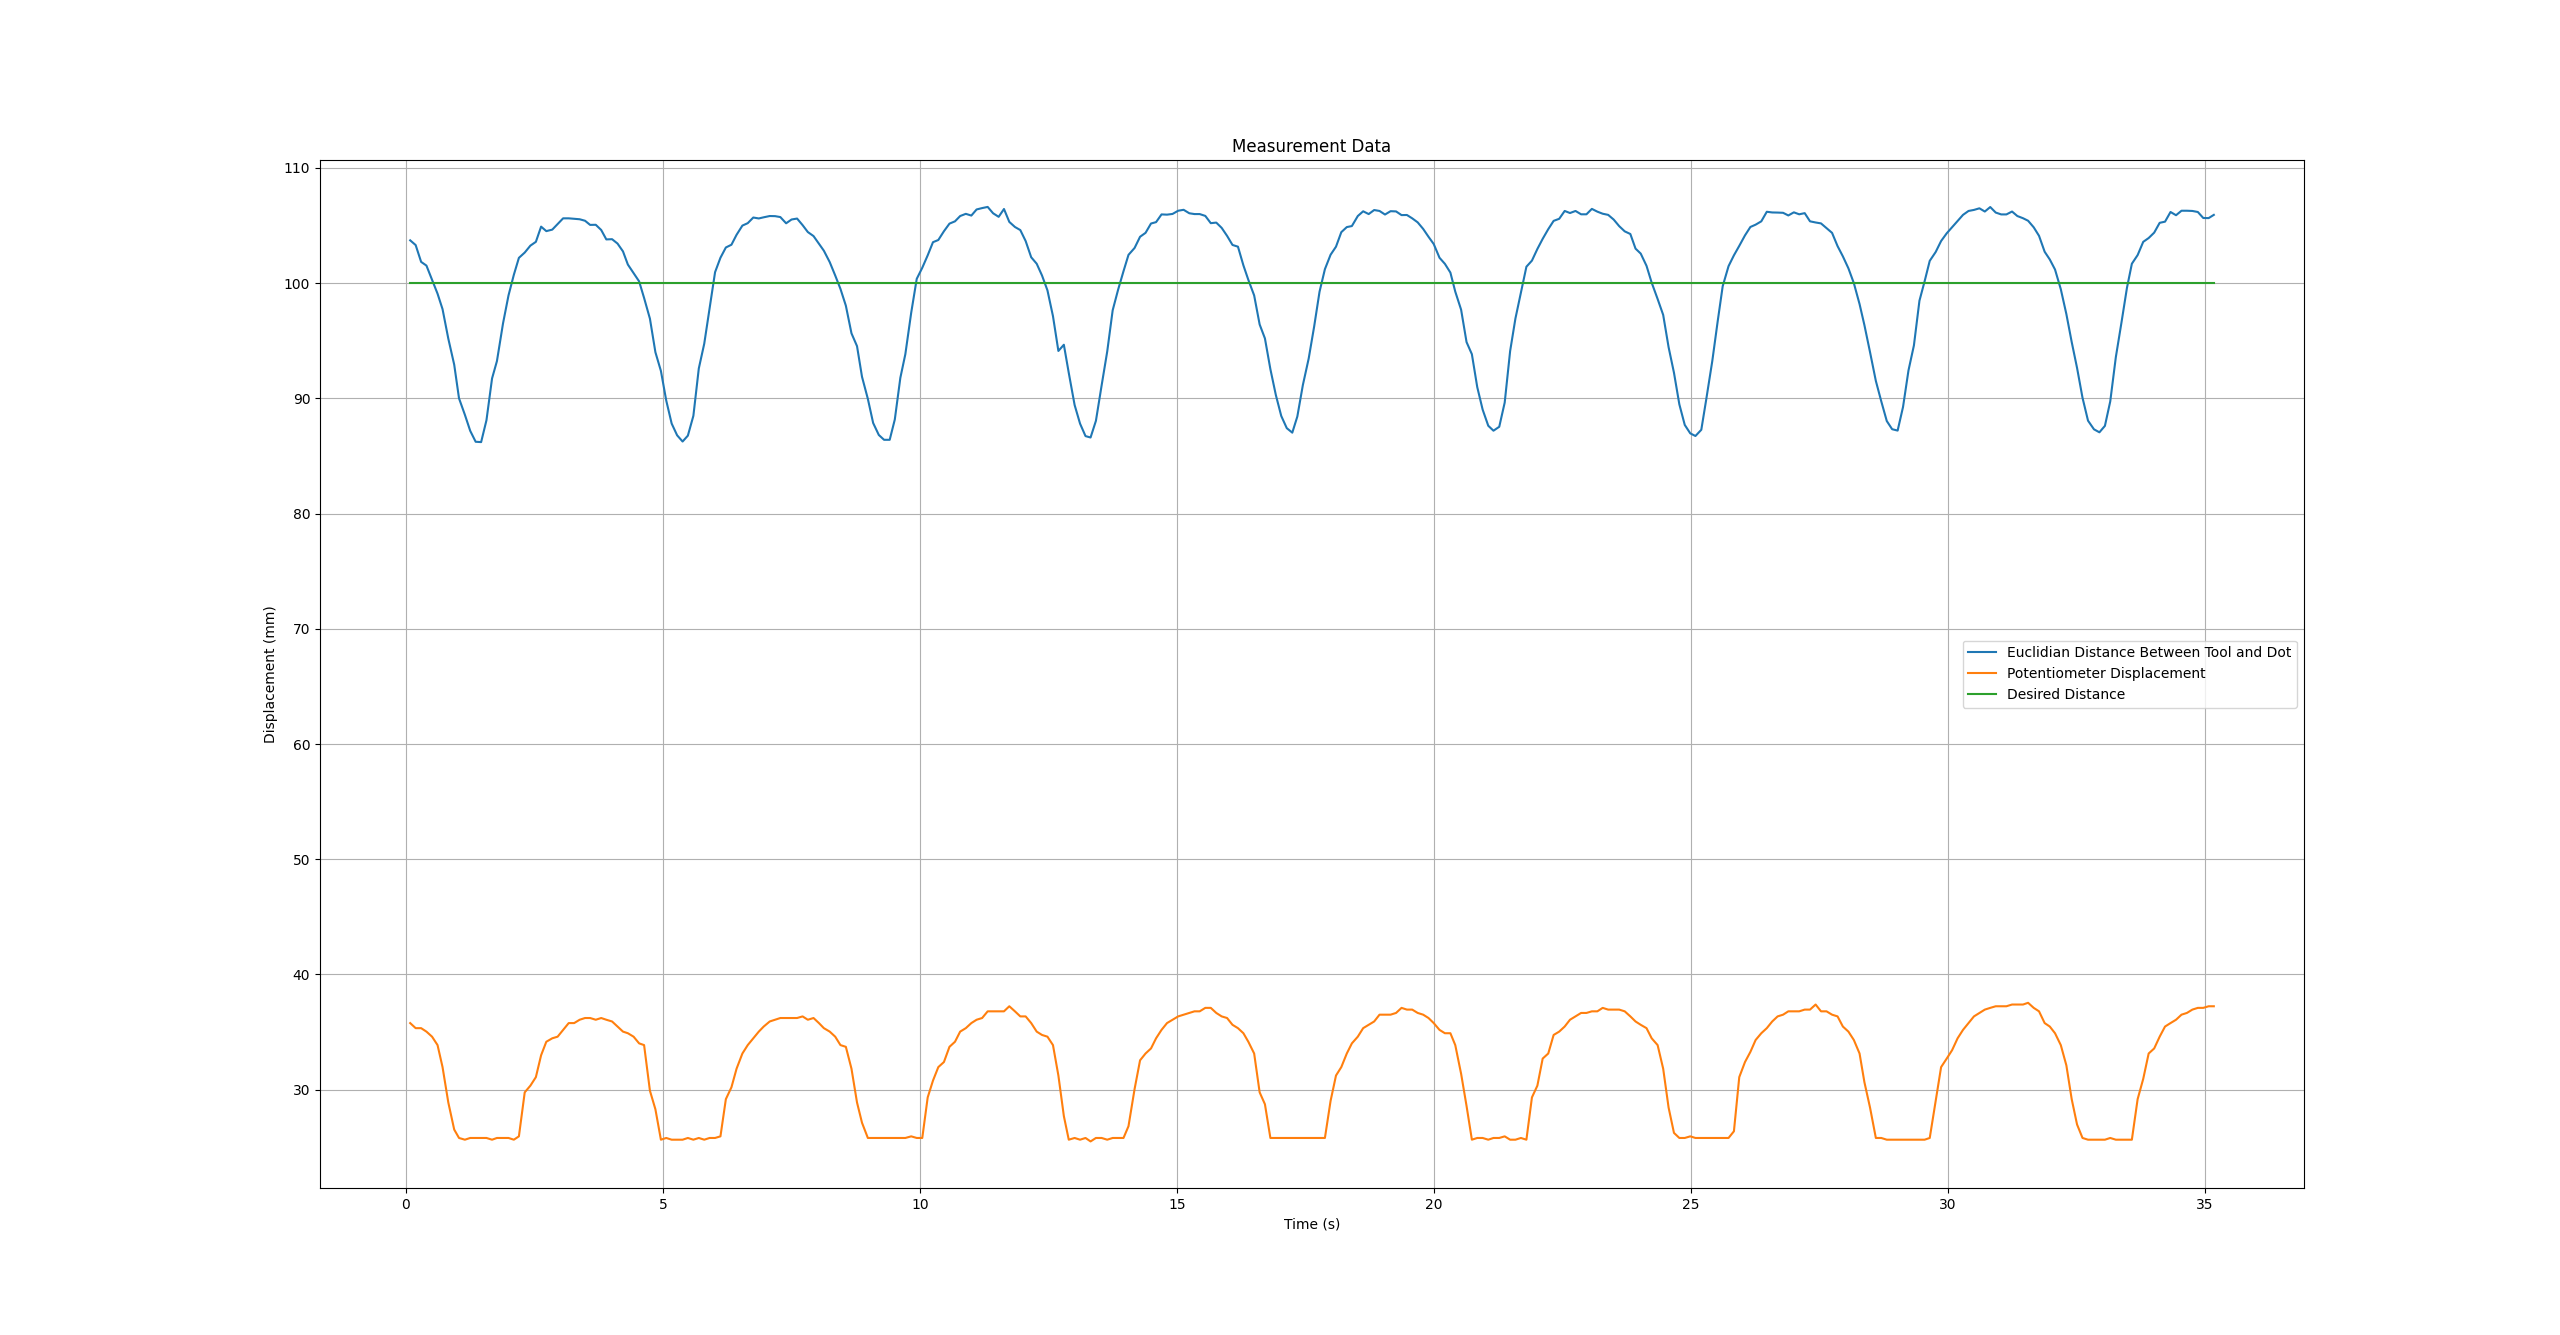 Measurement Data
110
100
90
80
70
60
50
40
30
Displacement (mm)
Euclidian Distance Between Tool and Dot
Potentiometer Displacement
Desired Distance
0 5 10 15 20 25 30 35
Time (s)